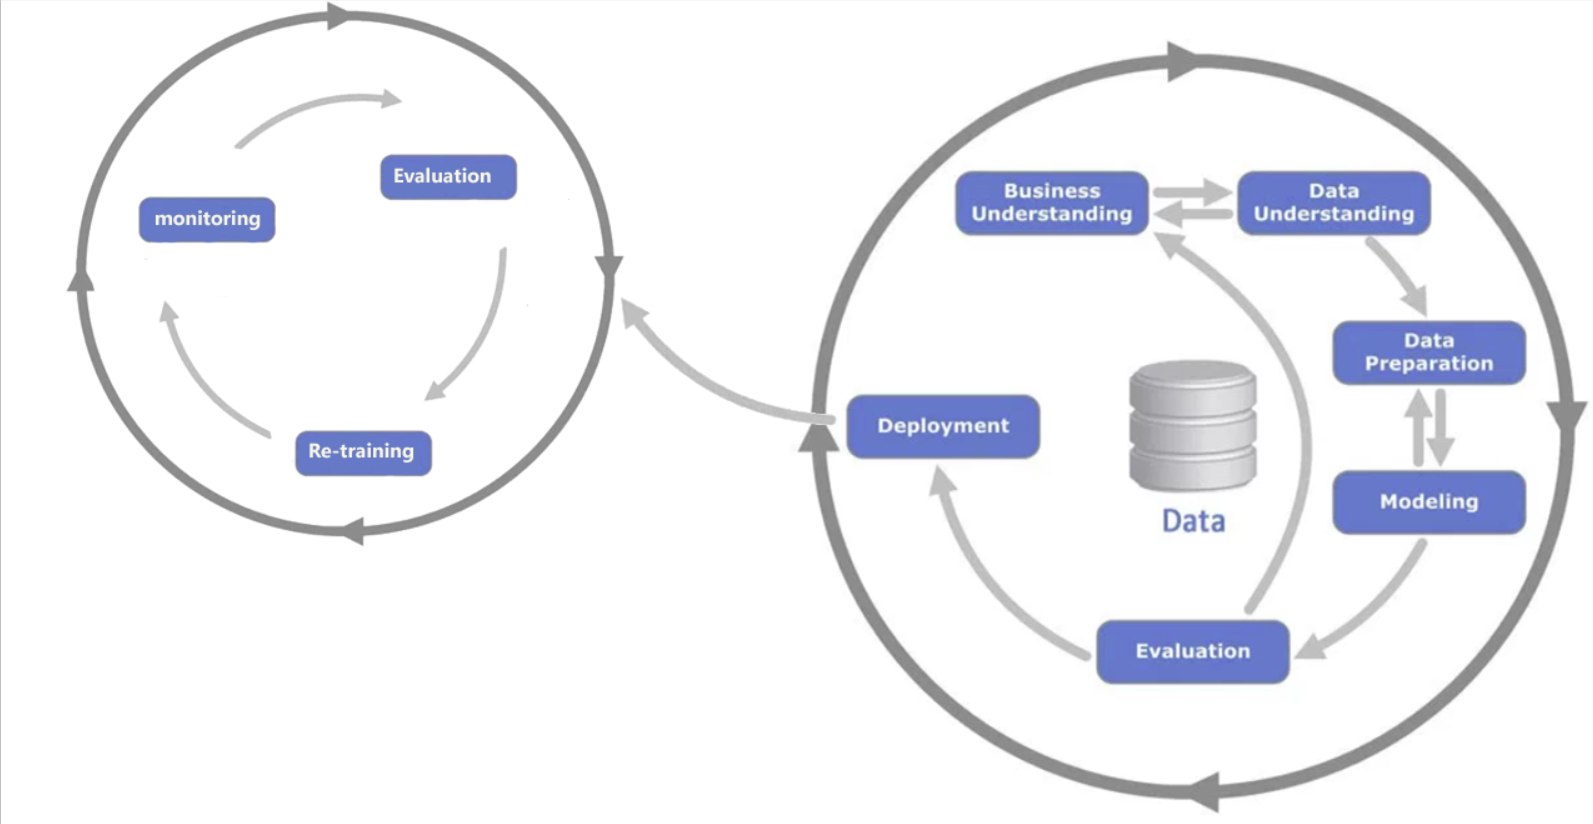 monitoring
Evaluation
Re-training
Business
Understanding
Data
Understanding
Data
Preparation
Modeling
Evaluation
Deployment
Data